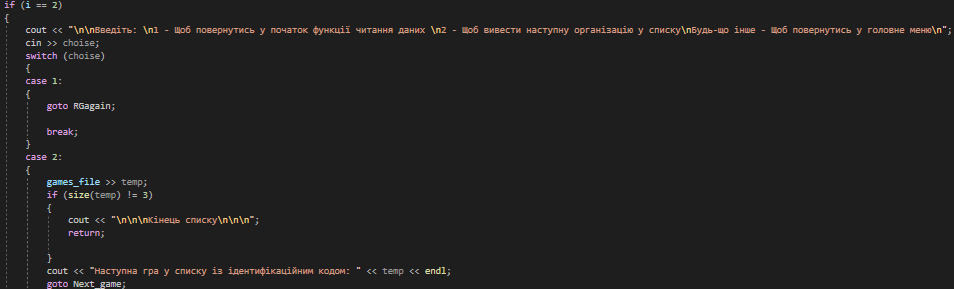 if (i == 2)
{
cout << "\n\nВведіть: \n1 - Щоб повернутись у початок функції читання даних \n2 - Щоб вивести наступну організацію у списку\nБудь-що інше - Щоб повернутись у головне меню\n";
cin >> choise;
switch (choise)
{
case 1:
{
goto RGagain;
break;
}
case 2:
{
games_file >> temp;
if (size(temp) != 3)
{
cout << "\n\n\nКінець списку\n\n\n";
return;
}
cout << "Наступна гра у списку із ідентифікаційним кодом: " << temp << endl;
goto Next_game;